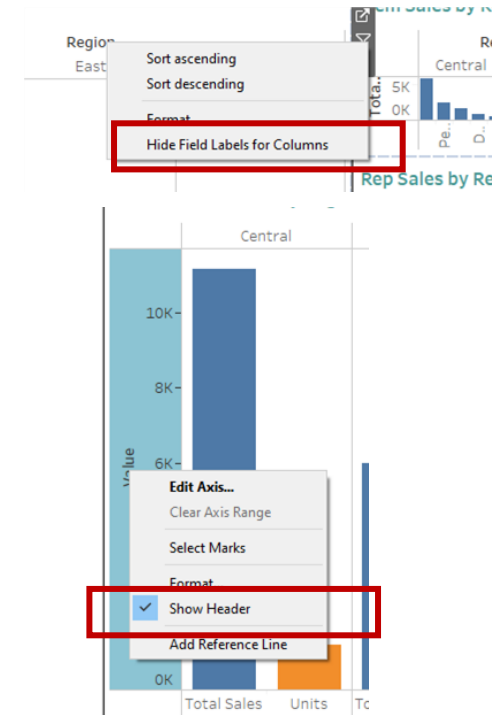 Sales by R
Region
East
Sort ascending
Sort descending
Format
Hide Field Labels for Columns
Central
Tota..
5K
0K
Pe..
D..
Rep Sales by Re
Central
10K
8K
6K
Value
Edit Axis...
Clear Axis Range
Select Marks
Format
Show Header
Add Reference Line
0K
Total Sales
Units